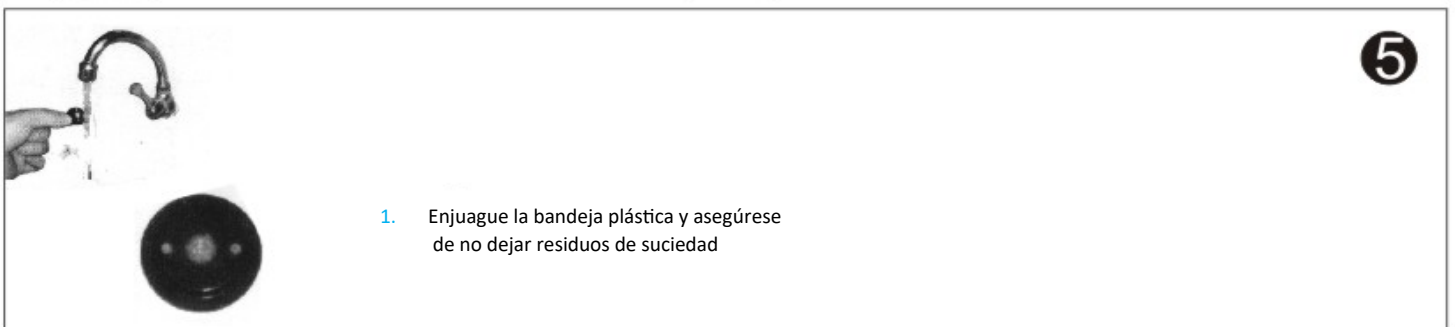 5
1. Enjuague la bandeja plástica y asegúrese
de no dejar residuos de suciedad